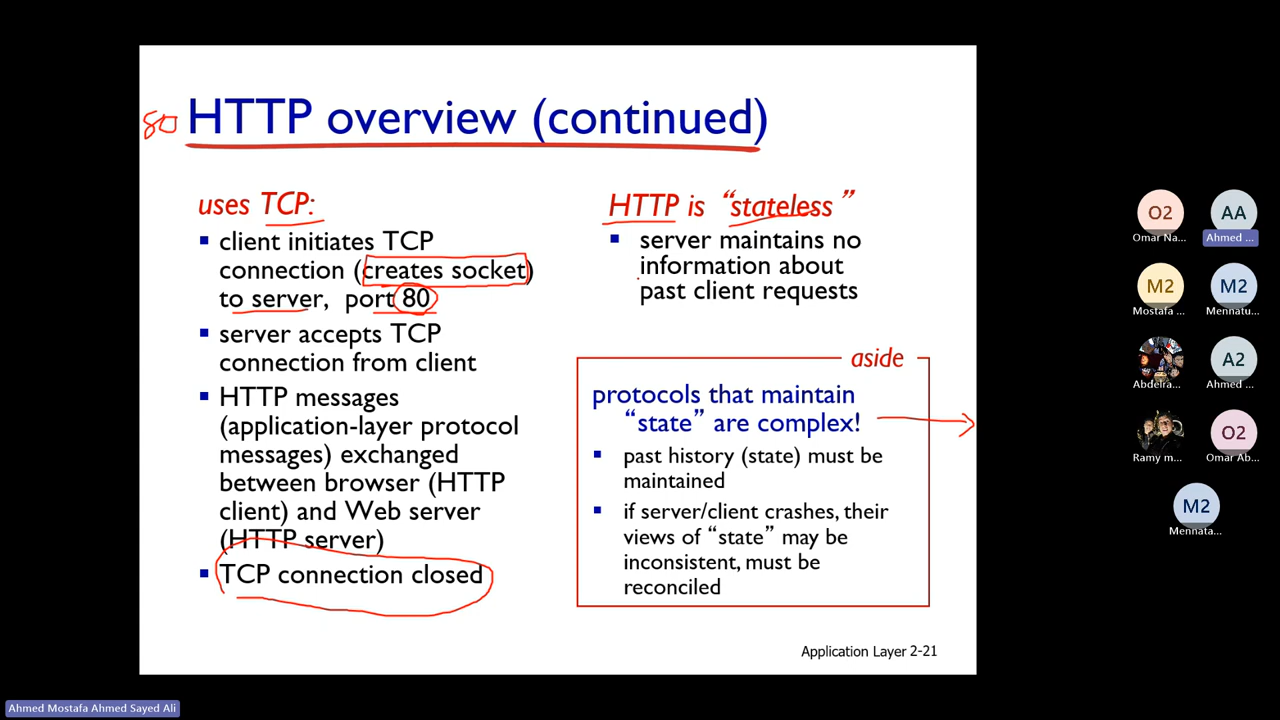 80
HTTP overview (continued)
uses TCP:
▪ client initiates TCP
connection (creates socket)
to server, port 80
▪ server accepts TCP
connection from client
▪ HTTP messages
(application-layer protocol
messages) exchanged
between browser (HTTP
client) and Web server
(HTTP server)
▪ TCP connection closed
HTTP is “stateless”
▪ server maintains no
information about
past client requests
aside
protocols that maintain
“state” are complex!
▪ past history (state) must be
maintained
▪ if server/client crashes, their
views of “state” may be
inconsistent, must be
reconciled
Application Layer 2-21
O2
Omar Na...
AA
Ahmed ...
M2
Mostafa ...
M2
Mennatu...
Abdelra...
A2
Ahmed ...
Ramy m...
O2
Omar Ab...
M2
Mennata...
Ahmed Mostafa Ahmed Sayed Ali